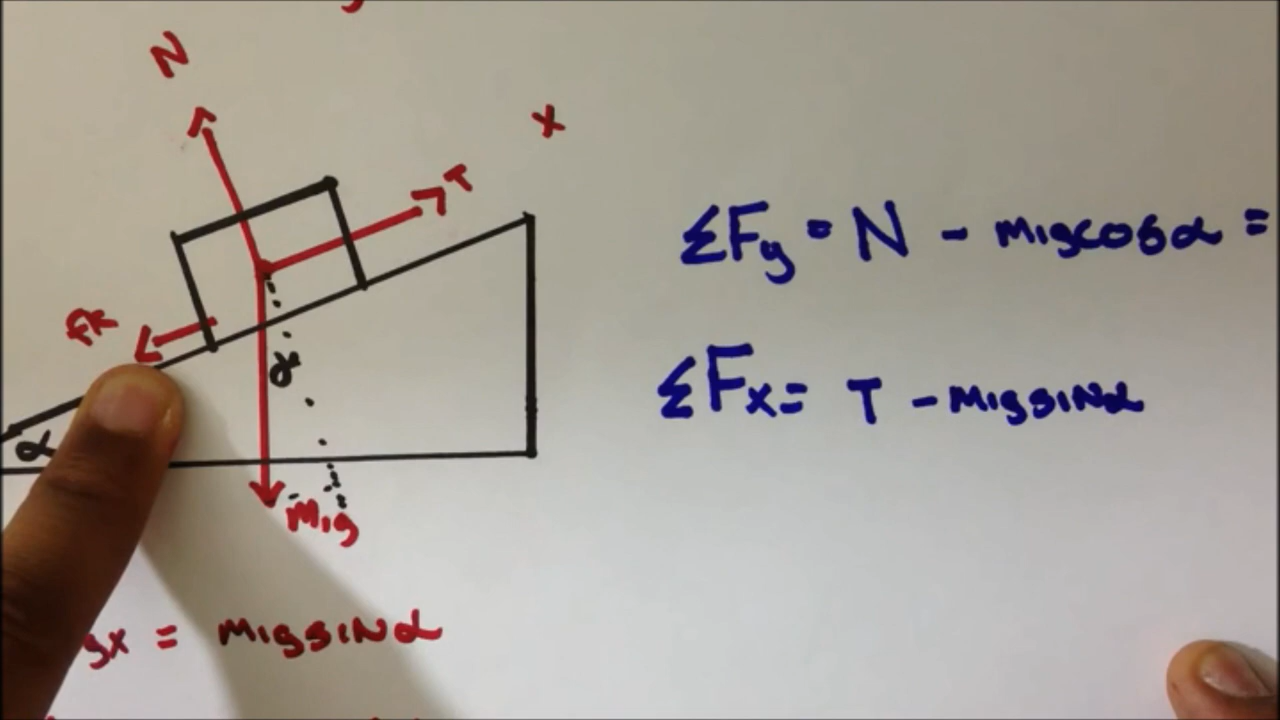 N
X
T
ΣFy = N - m1gcosα =
fk
α
ΣFx = T - m1gsinα
α
m1g
gx = m1gsinα